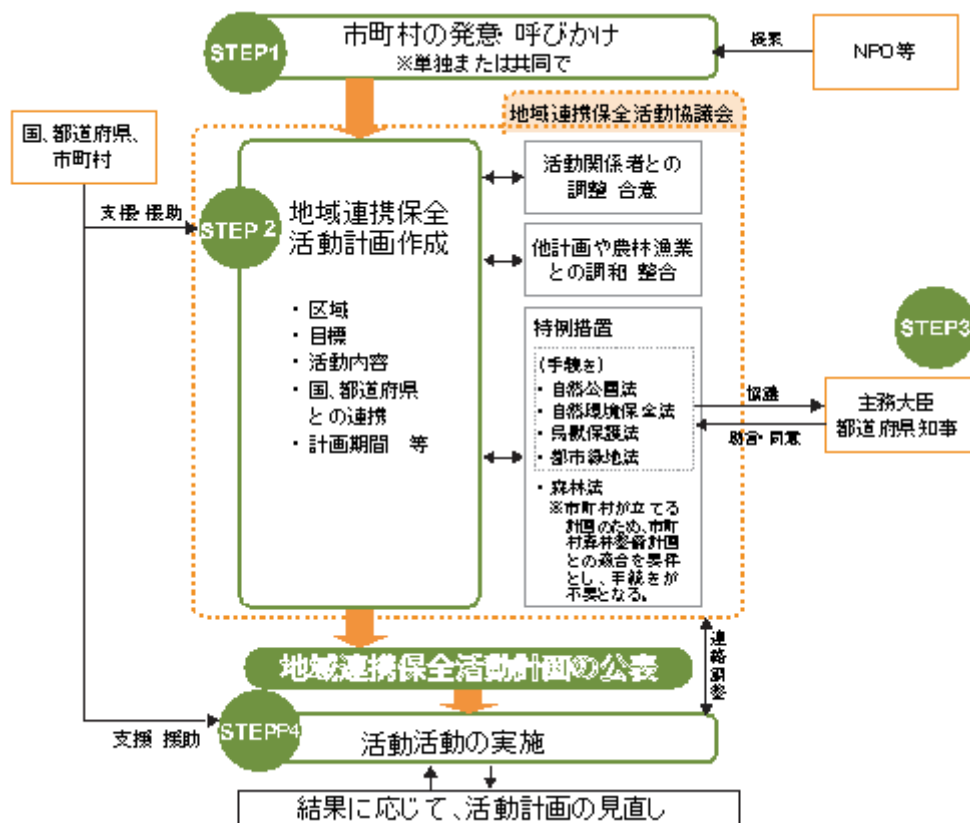 STEP1
市町村の発意・呼びかけ
※単独または共同で
提案
NPO等
国、都道府県、
市町村
地域連携保全活動協議会
支援・援助
STEP 2
地域連携保全
活動計画作成
・区域
・目標
・活動内容
・国、都道府県
との連携
・計画期間　等
活動関係者との
調整 合意
他計画や農林漁業
との調和 整合
特例措置
(手続き)
・自然公園法
・自然環境保全法
・鳥獣保護法
・都市緑地法
・森林法
※市町村が立てる
計画のため、市町
村森林整備計画
との適合を要件
とし、手続きが
不要となる。
STEP3
協議
助言・同意
主務大臣
都道府県知事
連絡調整
地域連携保全活動計画の公表
支援 援助
STEPP4
活動活動の実施
結果に応じて、活動計画の見直し